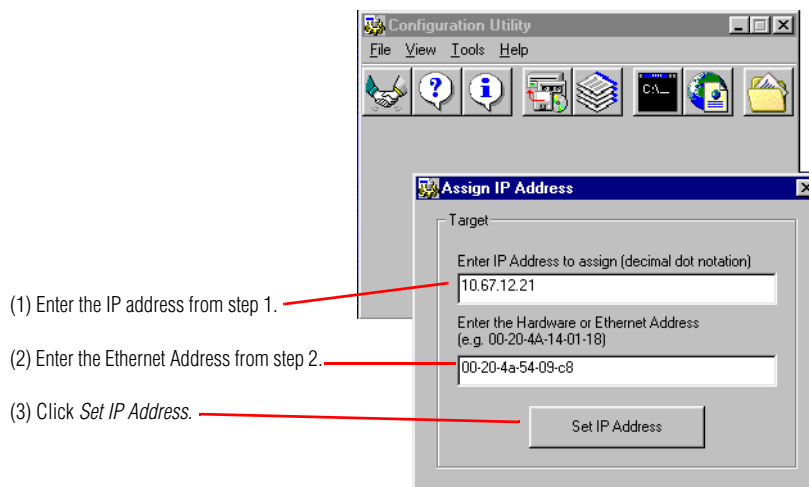 Configuration Utility
File View Tools Help
C:\_
Assign IP Address
Target
Enter IP Address to assign (decimal dot notation)
10.67.12.21
(1) Enter the IP address from step 1.
Enter the Hardware or Ethernet Address
(e.g. 00-20-4A-14-01-18)
(2) Enter the Ethernet Address from step 2.
00-20-4a-54-09-c8
(3) Click Set IP Address.
Set IP Address